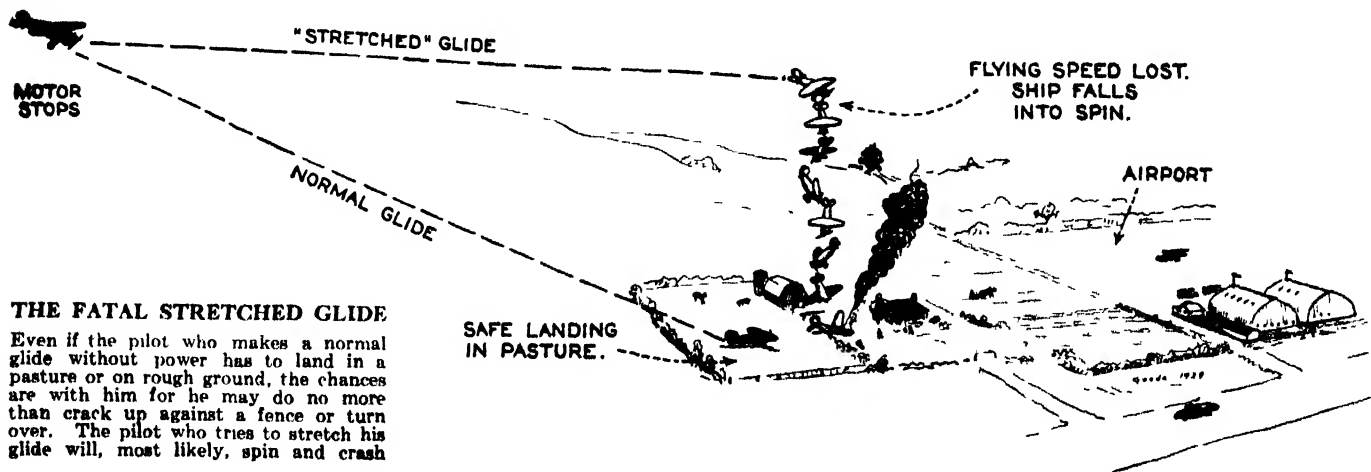 "STRETCHED" GLIDE
MOTOR
STOPS
FLYING SPEED LOST.
SHIP FALLS
INTO SPIN.
AIRPORT
NORMAL GLIDE
SAFE LANDING
IN PASTURE.
THE FATAL STRETCHED GLIDE
Even if the pilot who makes a normal
glide without power has to land in a
pasture or on rough ground, the chances
are with him for he may do no more
than crack up against a fence or turn
over. The pilot who tries to stretch his
glide will, most likely, spin and crash